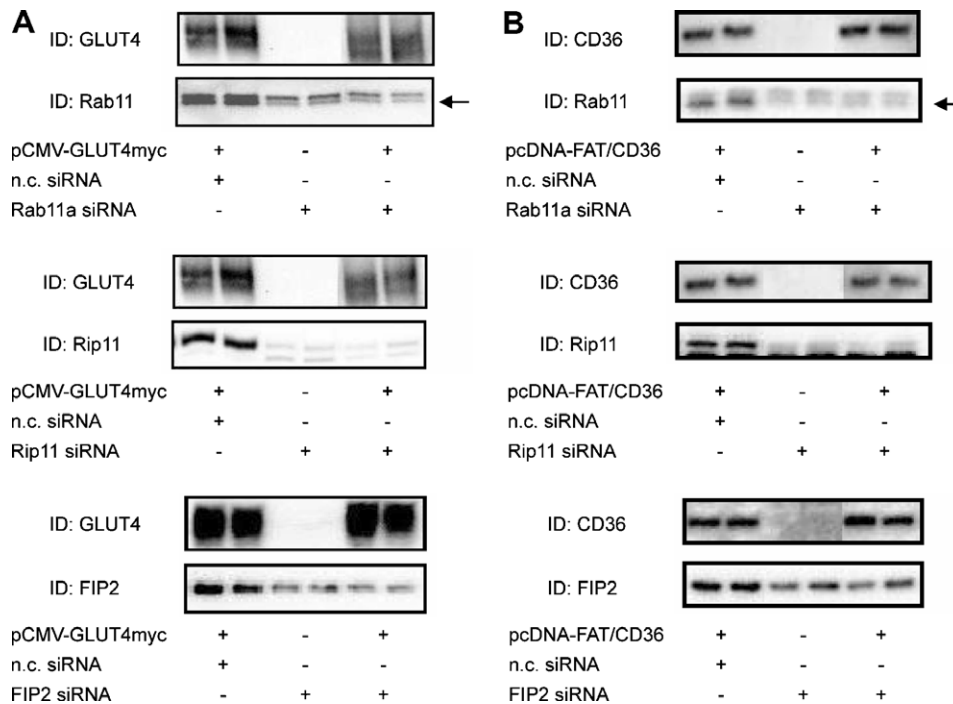 A
ID: GLUT4
ID: Rab11
pCMV-GLUT4myc + - +
n.c. siRNA + - -
Rab11a siRNA - + +
ID: GLUT4
ID: Rip11
pCMV-GLUT4myc + - +
n.c. siRNA + - -
Rip11 siRNA - + +
ID: GLUT4
ID: FIP2
pCMV-GLUT4myc + - +
n.c. siRNA + - -
FIP2 siRNA - + +
B
ID: CD36
ID: Rab11
pcDNA-FAT/CD36 + - +
n.c. siRNA + - -
Rab11a siRNA - + +
ID: CD36
ID: Rip11
pcDNA-FAT/CD36 + - +
n.c. siRNA + - -
Rip11 siRNA - + +
ID: CD36
ID: FIP2
pcDNA-FAT/CD36 + - +
n.c. siRNA + - -
FIP2 siRNA - + +